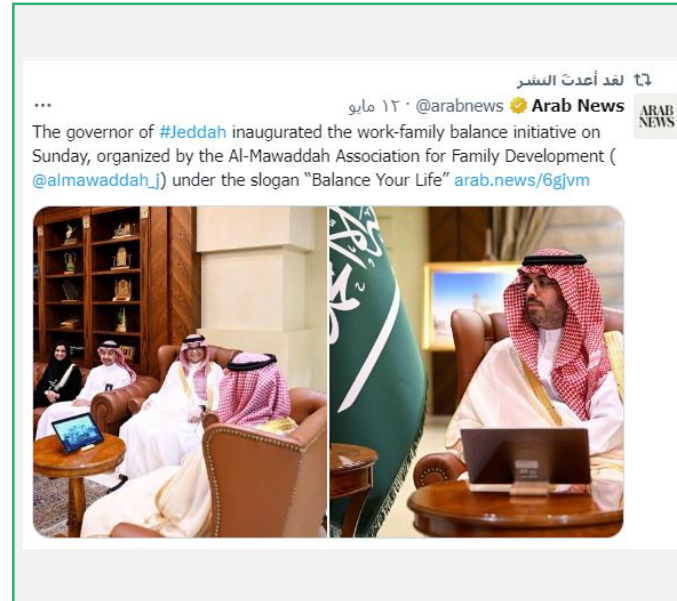 لقد أعدتَ النشر
Arab News @arabnews · ١٢ مايو
ARAB
NEWS
The governor of #Jeddah inaugurated the work-family balance initiative on
Sunday, organized by the Al-Mawaddah Association for Family Development (
@almawaddah_j) under the slogan “Balance Your Life” arab.news/6gjvm